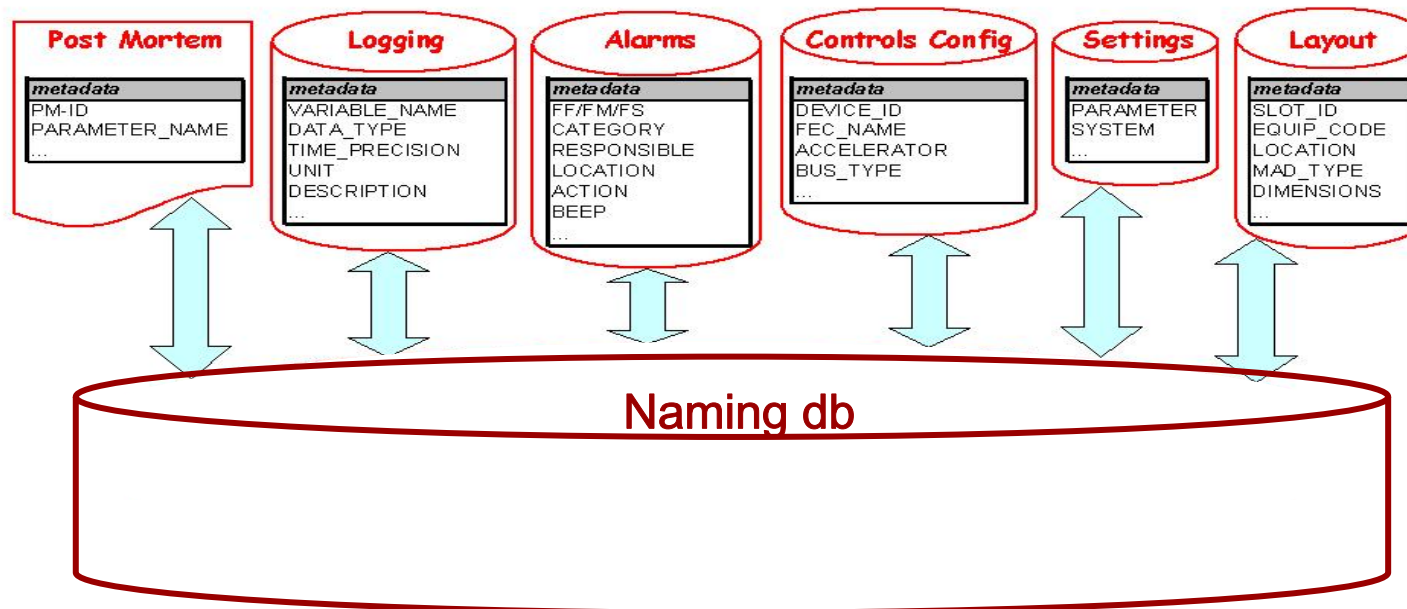 Post Mortem
metadata
PM-ID
PARAMETER_NAME
...
Logging
metadata
VARIABLE_NAME
DATA_TYPE
TIME_PRECISION
UNIT
DESCRIPTION
...
Alarms
metadata
FF/FM/FS
CATEGORY
RESPONSIBLE
LOCATION
ACTION
BEEP
...
Controls Config
metadata
DEVICE_ID
FEC_NAME
ACCELERATOR
BUS_TYPE
...
Settings
metadata
PARAMETER
SYSTEM
...
Layout
metadata
SLOT_ID
EQUIP_CODE
LOCATION
MAD_TYPE
DIMENSIONS
...
Naming db